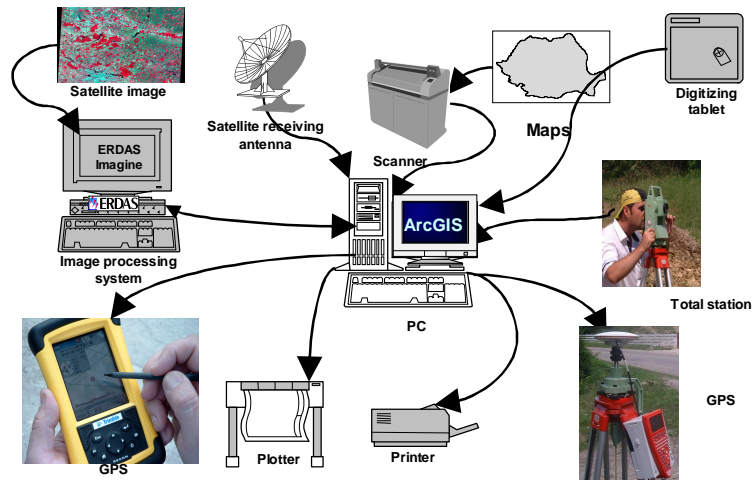 Satellite image
Satellite receiving
antenna
Scanner
Maps
Digitizing
tablet
ERDAS
Imagine
ERDAS
Image processing
system
ArcGIS
PC
Total station
GPS
Trimble
GPS
Plotter
Printer